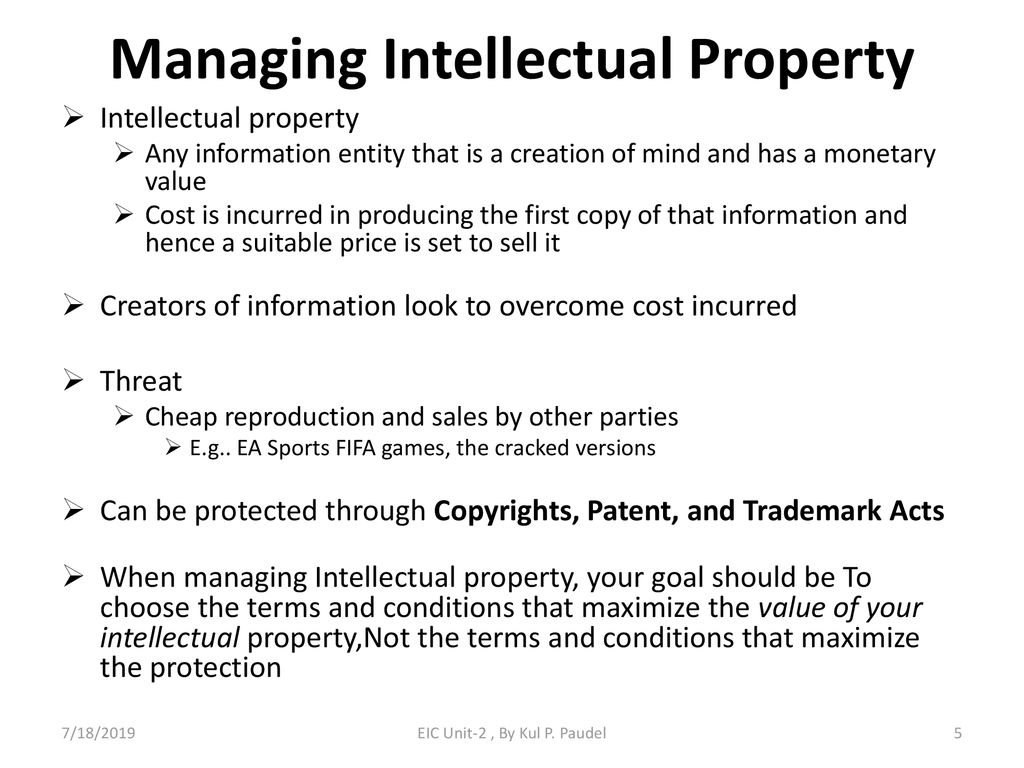 Managing Intellectual Property
➢ Intellectual property
➢ Any information entity that is a creation of mind and has a monetary
value
➢ Cost is incurred in producing the first copy of that information and
hence a suitable price is set to sell it
➢ Creators of information look to overcome cost incurred
➢ Threat
➢ Cheap reproduction and sales by other parties
➢ E.g.. EA Sports FIFA games, the cracked versions
➢ Can be protected through Copyrights, Patent, and Trademark Acts
➢ When managing Intellectual property, your goal should be To
choose the terms and conditions that maximize the value of your
intellectual property,Not the terms and conditions that maximize
the protection
7/18/2019
EIC Unit-2 , By Kul P. Paudel
5